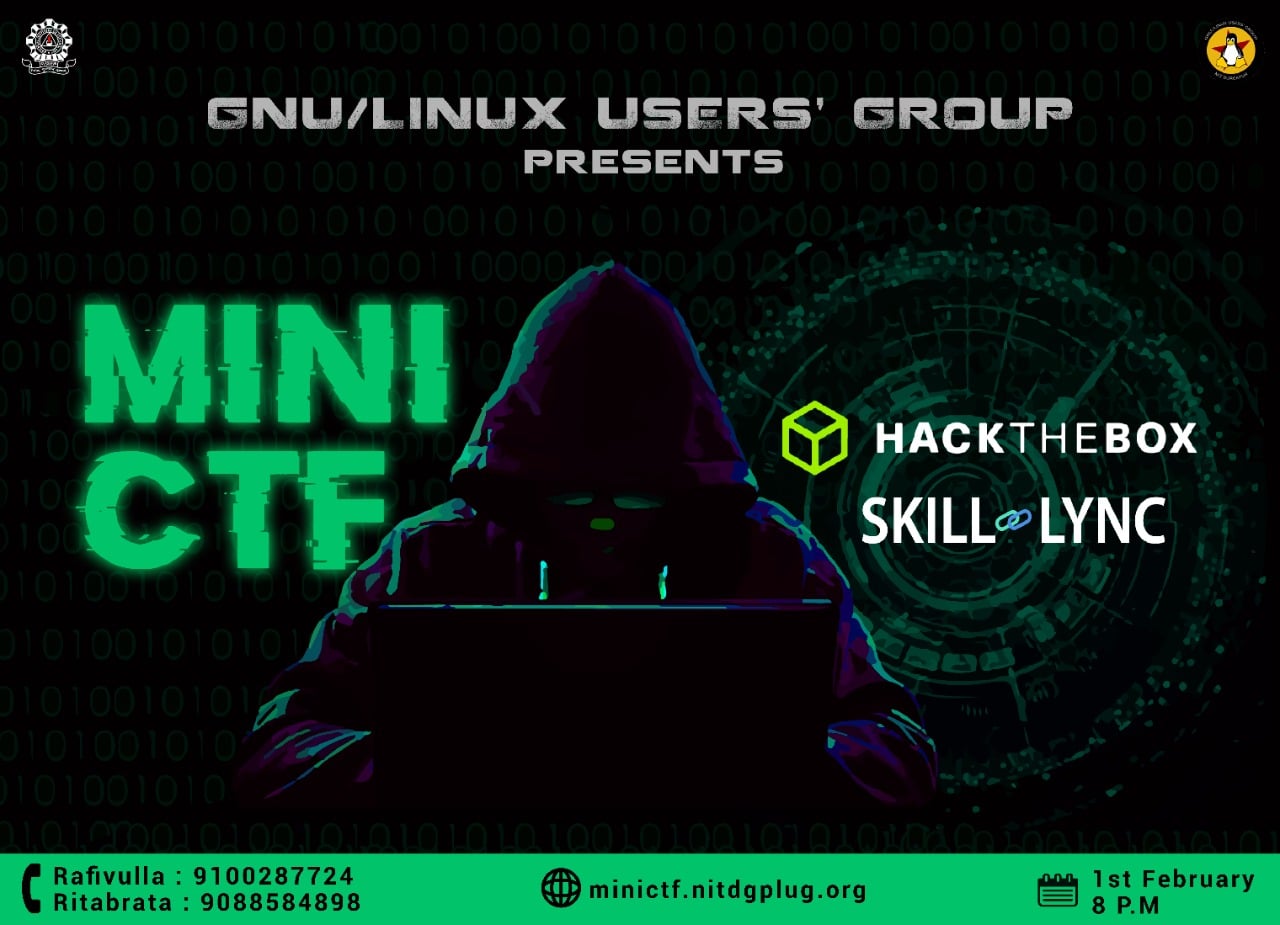 GNU/LINUX USERS' GROUP
PRESENTS
MINI
CTF
HACKTHEBOX
SKILL LYNC
Rafivulla : 9100287724
Ritabrata : 9088584898
minictf.nitdgplug.org
1st February
8 P.M